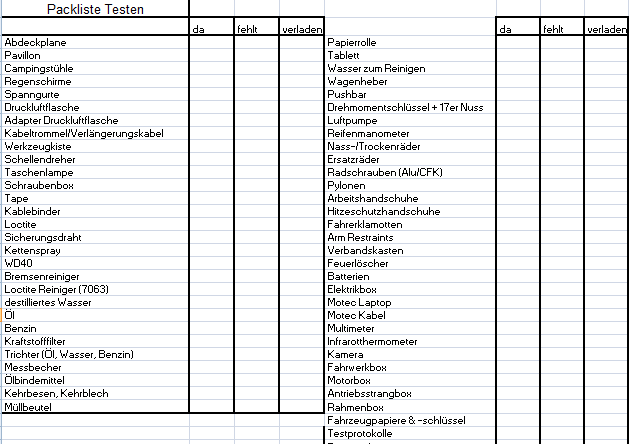 Packliste Testen
da fehlt verladen
Abdeckplane
Pavillon
Campingstühle
Regenschirme
Spanngurte
Druckluftflasche
Adapter Druckluftflasche
Kabeltrommel/Verlängerungskabel
Werkzeugkiste
Schellendreher
Taschenlampe
Schraubenbox
Tape
Kablebinder
Loctite
Sicherungsdraht
Kettenspray
WD40
Bremsenreiniger
Loctite Reiniger (7063)
destilliertes Wasser
Öl
Benzin
Kraftstofffilter
Trichter (Öl, Wasser, Benzin)
Messbecher
Ölbindemittel
Kehrbesen, Kehrblech
Müllbeutel
da fehlt verladen
Papierrolle
Tablett
Wasser zum Reinigen
Wagenheber
Pushbar
Drehmomentschlüssel + 17er Nuss
Luftpumpe
Reifenmanometer
Nass-/Trockenräder
Ersatzräder
Radschrauben (Alu/CFK)
Pylonen
Arbeitshandschuhe
Hitzeschutzhandschuhe
Fahrerklamotten
Arm Restraints
Verbandskasten
Feuerlöscher
Batterien
Elektrikbox
Motec Laptop
Motec Kabel
Multimeter
Infrarotthermometer
Kamera
Fahrwerkbox
Motorbox
Antriebsstrangbox
Rahmenbox
Fahrzeugpapiere & -schlüssel
Testprotokolle